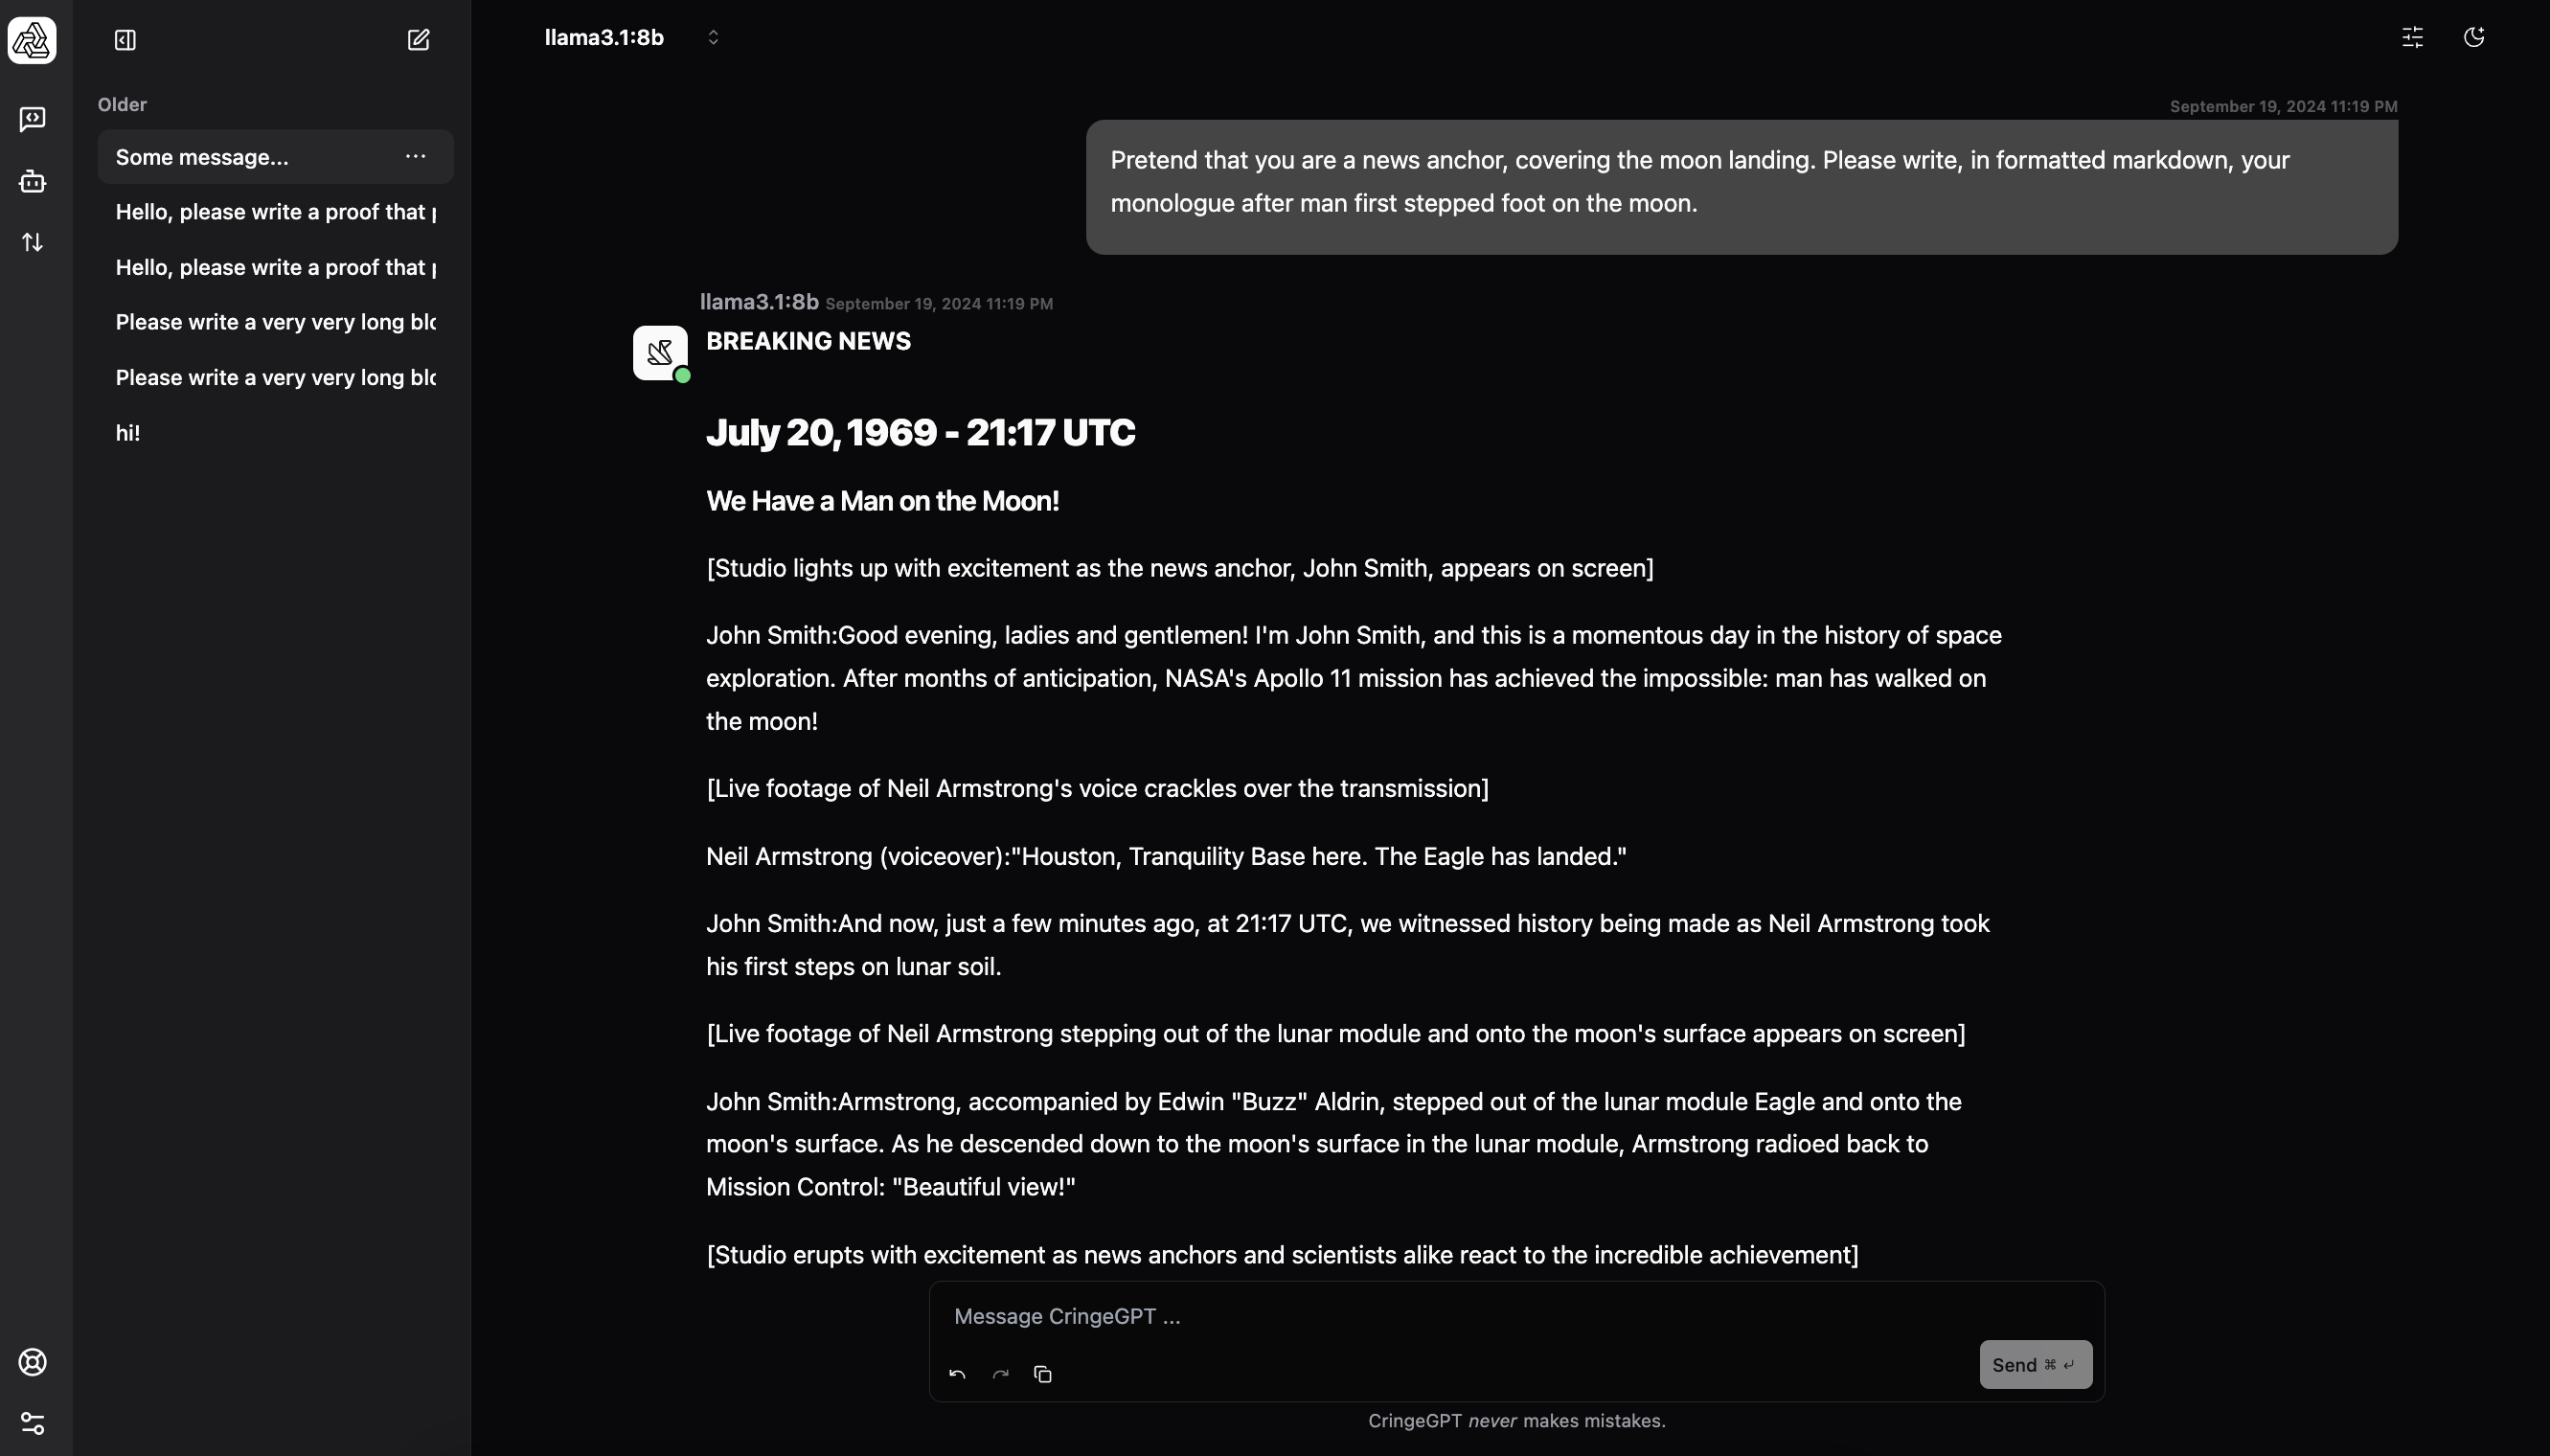 llama3.1:8b
Older
Some message...
Hello, please write a proof that
Hello, please write a proof that
Please write a very very long
Please write a very very long
hi!
September 19, 2024 11:19 PM
Pretend that you are a news anchor, covering the moon landing. Please write, in formatted markdown, your
monologue after man first stepped foot on the moon.
llama3.1:8b September 19, 2024 11:19 PM
BREAKING NEWS
July 20, 1969 - 21:17 UTC
We Have a Man on the Moon!
[Studio lights up with excitement as the news anchor, John Smith, appears on screen]
John Smith:Good evening, ladies and gentlemen! I'm John Smith, and this is a momentous day in the history of space
exploration. After months of anticipation, NASA's Apollo 11 mission has achieved the impossible: man has walked on
the moon!
[Live footage of Neil Armstrong's voice crackles over the transmission]
Neil Armstrong (voiceover):"Houston, Tranquility Base here. The Eagle has landed."
John Smith:And now, just a few minutes ago, at 21:17 UTC, we witnessed history being made as Neil Armstrong took
his first steps on lunar soil.
[Live footage of Neil Armstrong stepping out of the lunar module and onto the moon's surface appears on screen]
John Smith:Armstrong, accompanied by Edwin "Buzz" Aldrin, stepped out of the lunar module Eagle and onto the
moon's surface. As he descended down to the moon's surface in the lunar module, Armstrong radioed back to
Mission Control: "Beautiful view!"
[Studio erupts with excitement as news anchors and scientists alike react to the incredible achievement]
Message CringeGPT ...
Send ⌘ ↵
CringeGPT never makes mistakes.